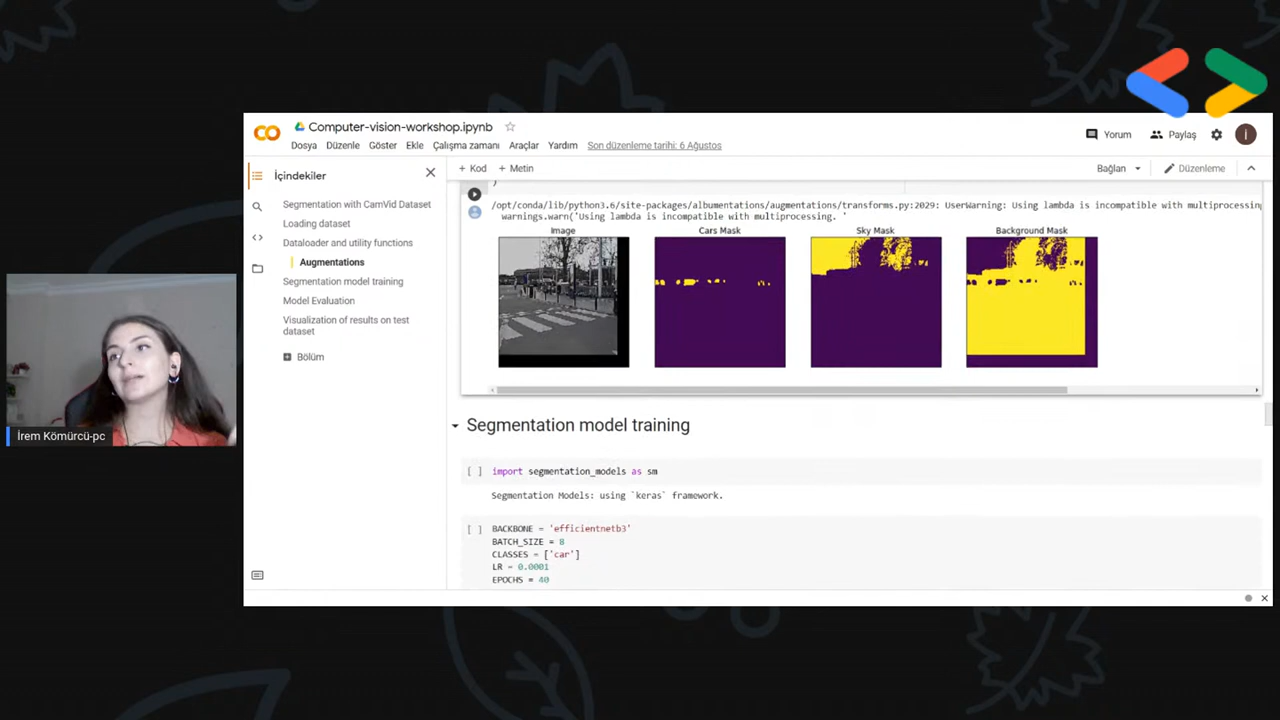 Computer-vision-workshop.ipynb
Dosya Düzenle Göster Ekle Çalışma zamanı Araçlar Yardım Son düzenleme tarihi: 6 Ağustos
Yorum Paylaş i
İçindekiler
Segmentation with CamVid Dataset
Loading dataset
Dataloader and utility functions
Augmentations
Segmentation model training
Model Evaluation
Visualization of results on test
dataset
Bölüm
+ Kod + Metin
Bağlan Düzenleme
)
/opt/conda/lib/python3.6/site-packages/albumentations/augmentations/transforms.py:2029: UserWarning: Using lambda is incompatible with multiprocessing
warnings.warn('Using lambda is incompatible with multiprocessing. '
Image Cars Mask Sky Mask Background Mask
Segmentation model training
[ ] import segmentation_models as sm
Segmentation Models: using `keras` framework.
[ ] BACKBONE = 'efficientnetb3'
BATCH_SIZE = 8
CLASSES = ['car']
LR = 0.0001
EPOCHS = 40
İrem Kömürcü-pc